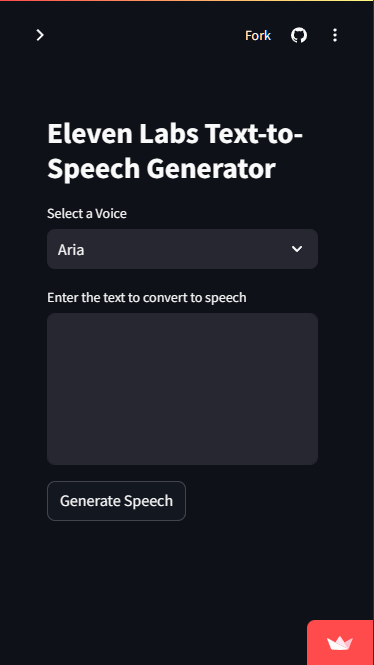 Fork
Eleven Labs Text-to-
Speech Generator
Select a Voice
Aria
Enter the text to convert to speech
Generate Speech